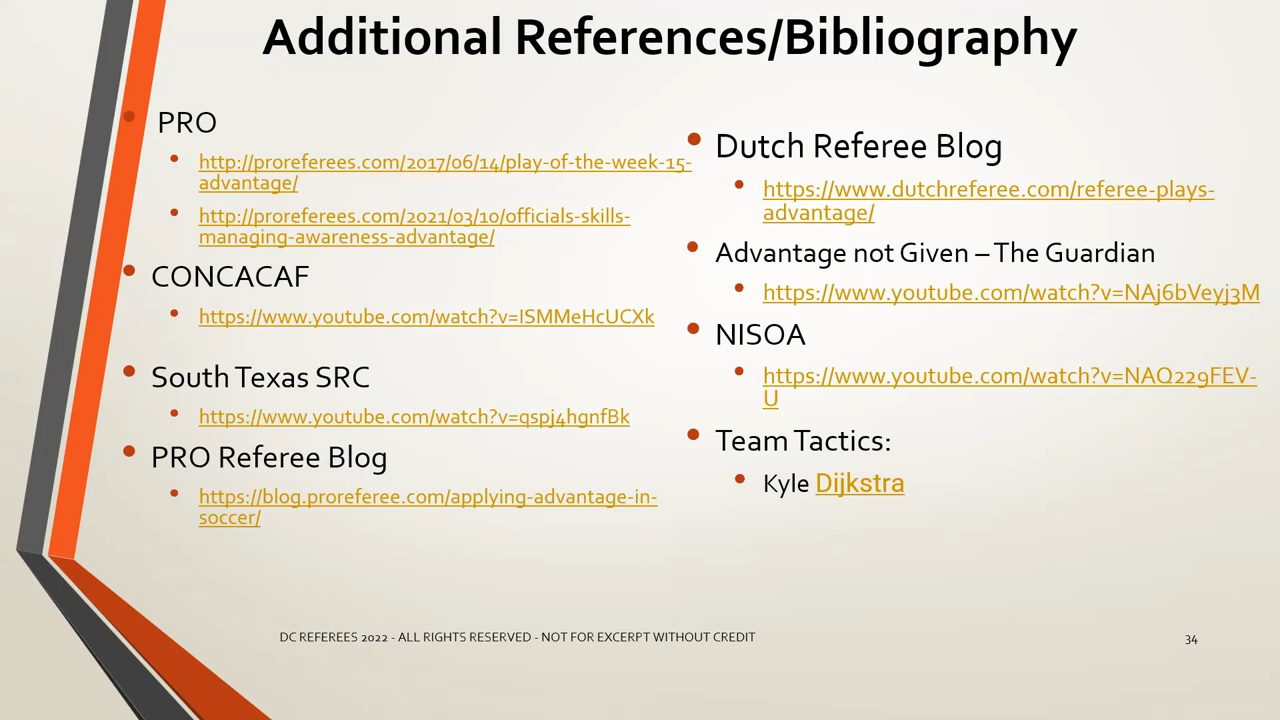 Additional References/Bibliography
PRO
http://proreferees.com/2017/06/14/play-of-the-week-15-
advantage/
http://proreferees.com/2021/03/10/officials-skills-
managing-awareness-advantage/
CONCACAF
https://www.youtube.com/watch?v=ISMMeHcUCXk
South Texas SRC
https://www.youtube.com/watch?v=qspj4hgnfBk
PRO Referee Blog
https://blog.proreferee.com/applying-advantage-in-
soccer/
Dutch Referee Blog
https://www.dutchreferee.com/referee-plays-
advantage/
Advantage not Given – The Guardian
https://www.youtube.com/watch?v=NAj6bVeyj3M
NISOA
https://www.youtube.com/watch?v=NAQ229FEV-
U
Team Tactics:
Kyle Dijkstra
DC REFEREES 2022 - ALL RIGHTS RESERVED - NOT FOR EXCERPT WITHOUT CREDIT
34